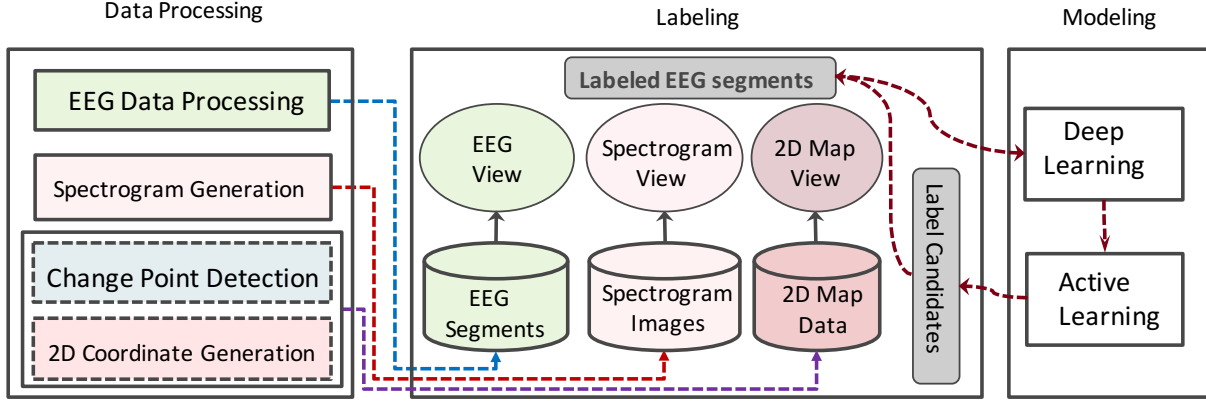 Data Processing
Labeling
Modeling
EEG Data Processing
Spectrogram Generation
Change Point Detection
2D Coordinate Generation
Labeled EEG segments
EEG
View
Spectrogram
View
2D Map
View
EEG
Segments
Spectrogram
Images
2D Map
Data
Label Candidates
Deep
Learning
Active
Learning